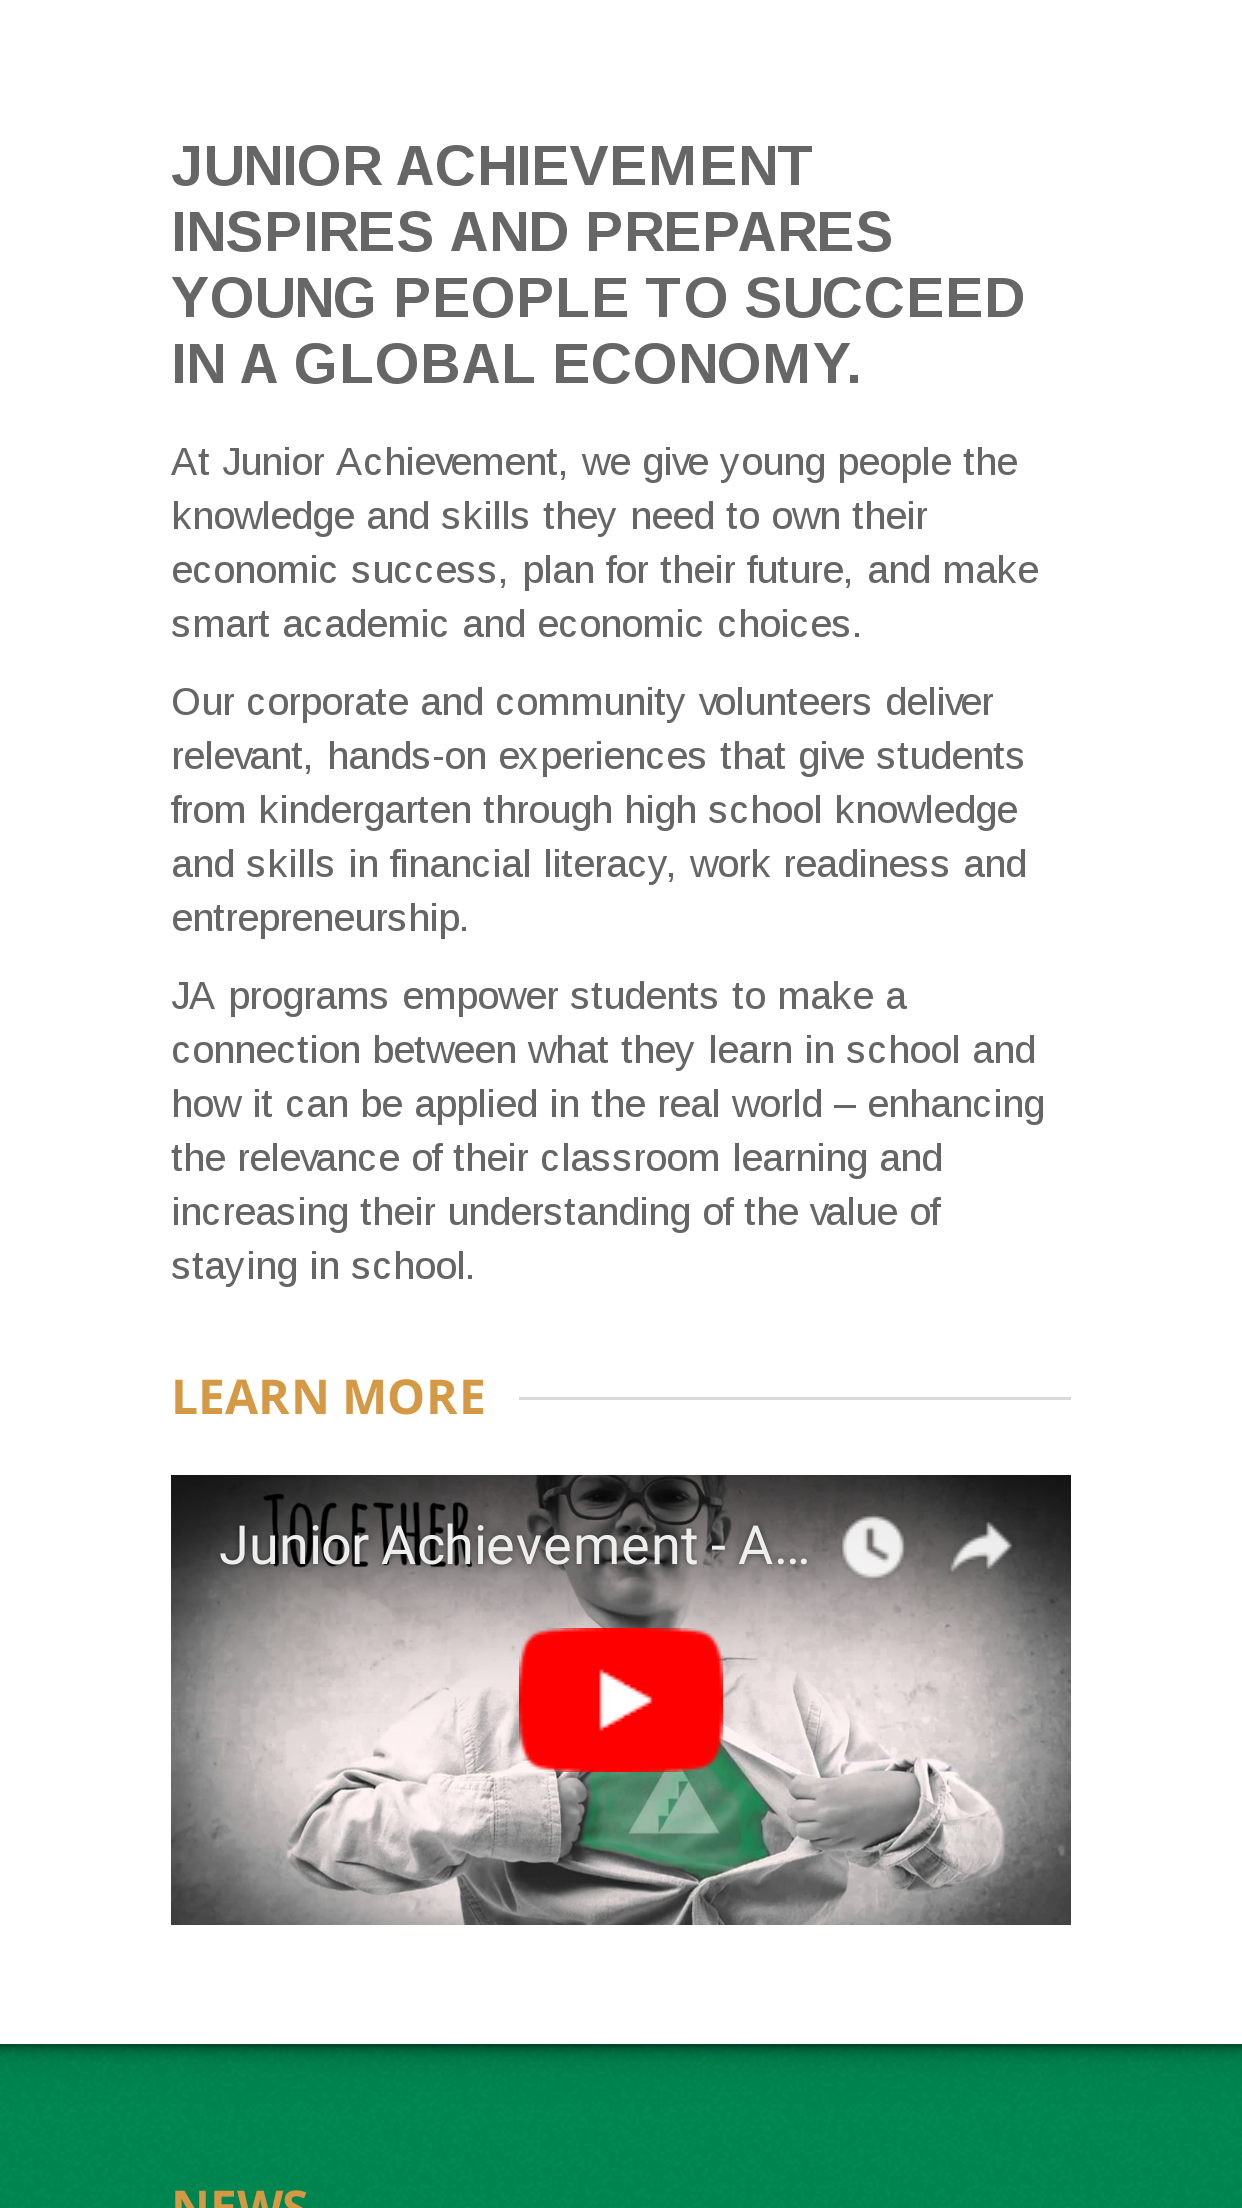 JUNIOR ACHIEVEMENT
INSPIRES AND PREPARES
YOUNG PEOPLE TO SUCCEED
IN A GLOBAL ECONOMY.
At Junior Achievement, we give young people the
knowledge and skills they need to own their
economic success, plan for their future, and make
smart academic and economic choices.
Our corporate and community volunteers deliver
relevant, hands-on experiences that give students
from kindergarten through high school knowledge
and skills in financial literacy, work readiness and
entrepreneurship.
JA programs empower students to make a
connection between what they learn in school and
how it can be applied in the real world – enhancing
the relevance of their classroom learning and
increasing their understanding of the value of
staying in school.
LEARN MORE
TOGETHER
Junior Achievement - A...
NEWS